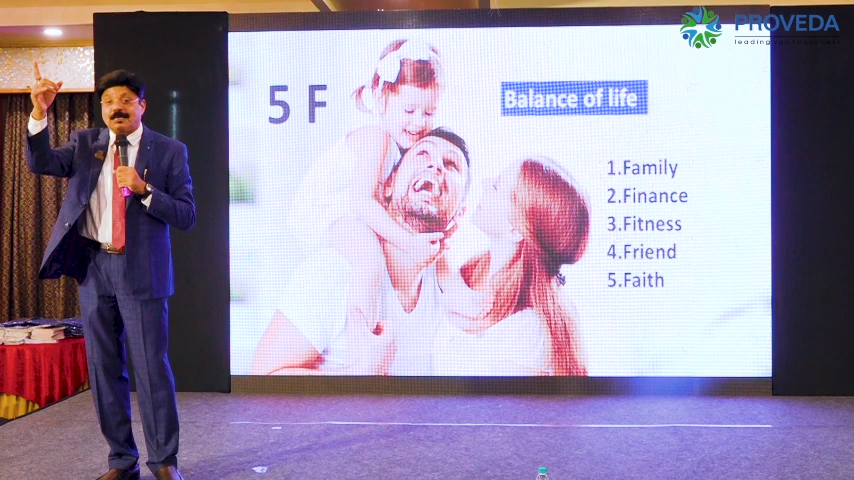 PROVEDA
5 F
Balance of life
1.Family
2.Finance
3.Fitness
4.Friend
5.Faith